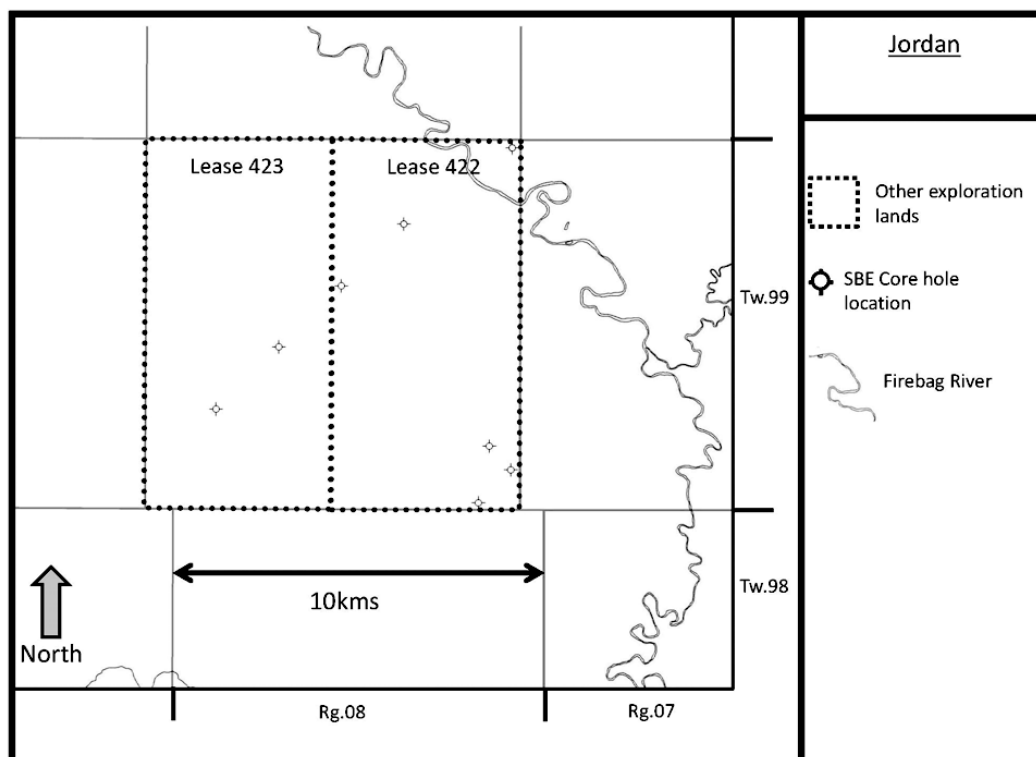 Jordan
Lease 423
Lease 422
Other exploration
lands
SBE Core hole
location
Tw.99
Firebag River
Tw.98
10kms
North
Rg.08
Rg.07